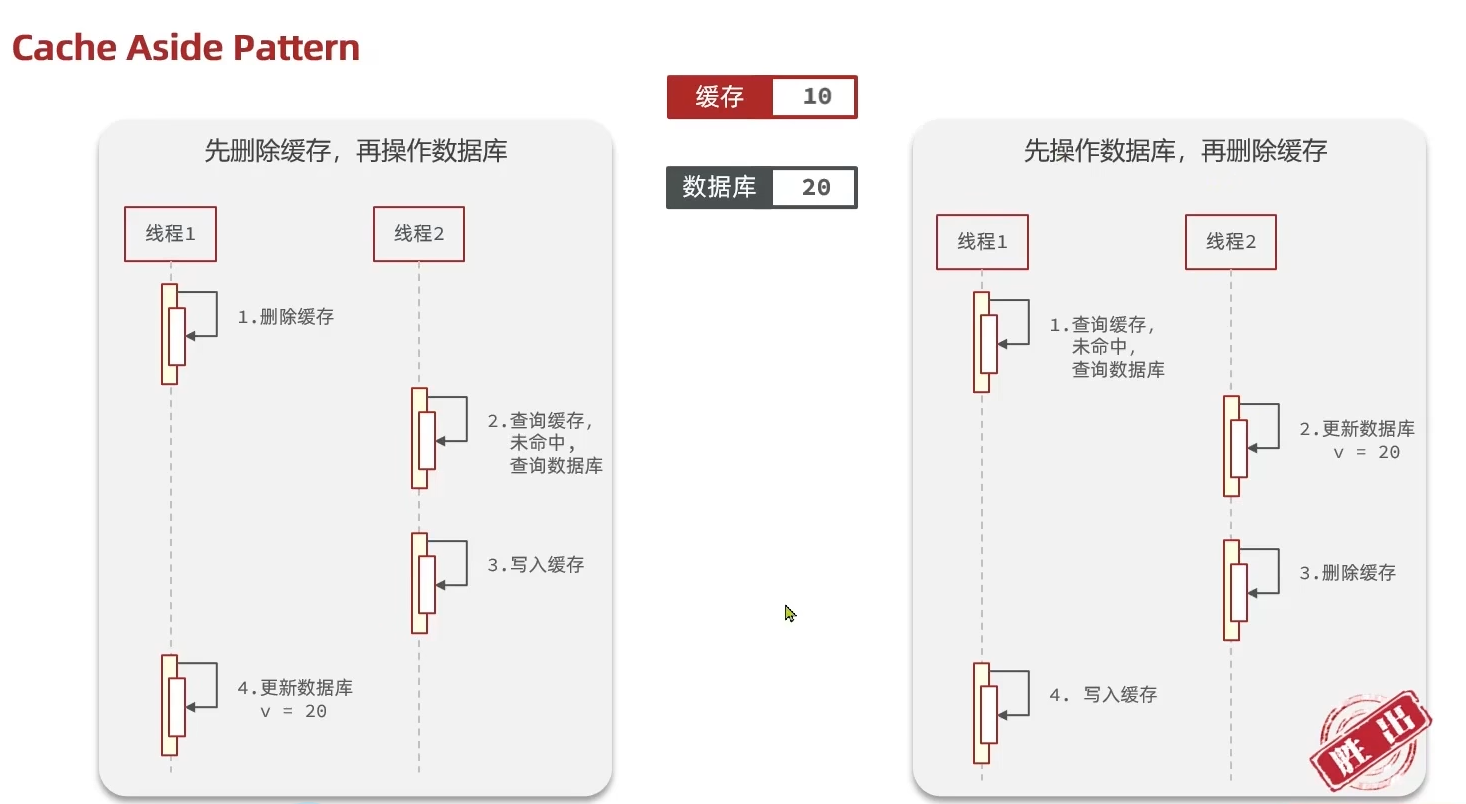 Cache Aside Pattern
缓存 10
数据库 20
先删除缓存，再操作数据库
线程1
线程2
1.删除缓存
2.查询缓存，
未命中，
查询数据库
3.写入缓存
4.更新数据库
v = 20
先操作数据库，再删除缓存
线程1
线程2
1.查询缓存，
未命中，
查询数据库
2.更新数据库
v = 20
3.删除缓存
4. 写入缓存
胜出